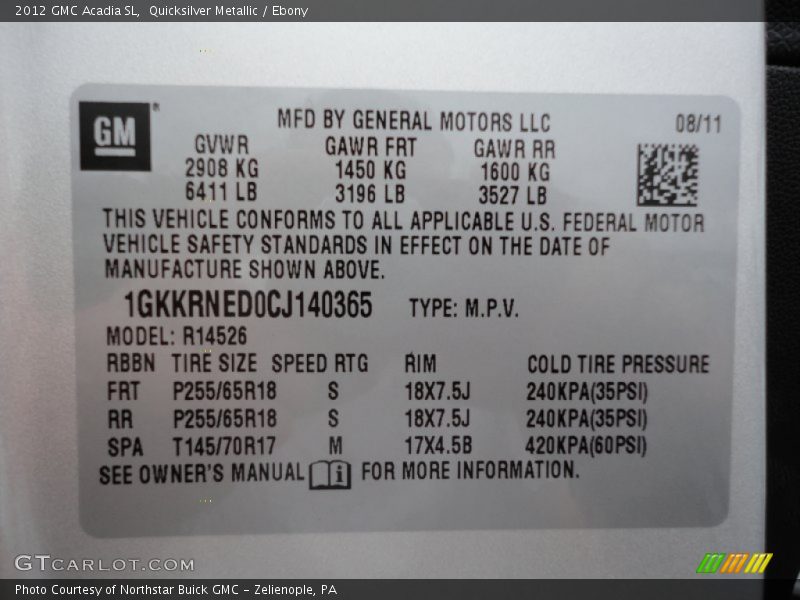 2012 GMC Acadia SL, Quicksilver Metallic / Ebony
GM®
MFD BY GENERAL MOTORS LLC 08/11
GVWR GAWR FRT GAWR RR
2908 KG 1450 KG 1600 KG
6411 LB 3196 LB 3527 LB
THIS VEHICLE CONFORMS TO ALL APPLICABLE U.S. FEDERAL MOTOR
VEHICLE SAFETY STANDARDS IN EFFECT ON THE DATE OF
MANUFACTURE SHOWN ABOVE.
1GKKRNED0CJ140365 TYPE: M.P.V.
MODEL: R14526
RBBN TIRE SIZE SPEED RTG RIM COLD TIRE PRESSURE
FRT P255/65R18 S 18X7.5J 240KPA(35PSI)
RR P255/65R18 S 18X7.5J 240KPA(35PSI)
SPA T145/70R17 M 17X4.5B 420KPA(60PSI)
SEE OWNER'S MANUAL i FOR MORE INFORMATION.
GTCARLOT.COM
Photo Courtesy of Northstar Buick GMC - Zelienople, PA